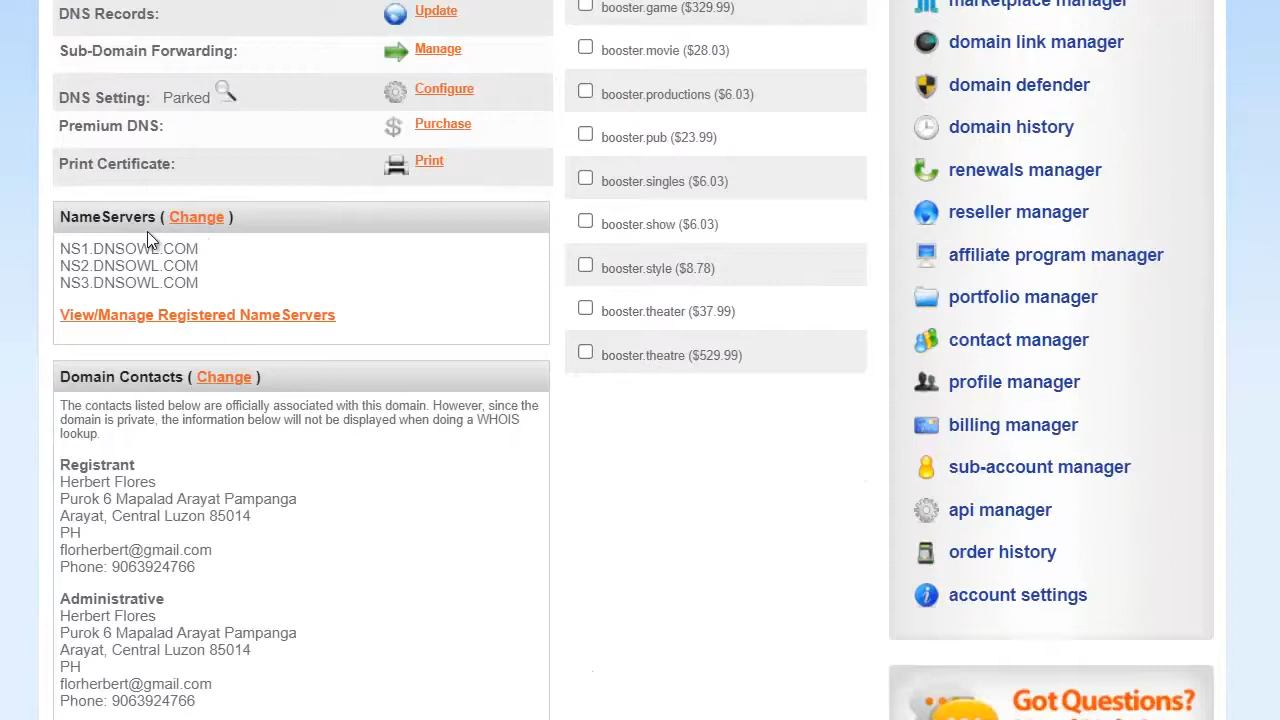 DNS Records: Update
Sub-Domain Forwarding: Manage
DNS Setting: Parked Configure
Premium DNS: Purchase
Print Certificate: Print
NameServers ( Change )
NS1.DNSOWL.COM
NS2.DNSOWL.COM
NS3.DNSOWL.COM
View/Manage Registered NameServers
Domain Contacts ( Change )
The contacts listed below are officially associated with this domain. However, since the
domain is private, the information below will not be displayed when doing a WHOIS
lookup.
Registrant
Herbert Flores
Purok 6 Mapalad Arayat Pampanga
Arayat, Central Luzon 85014
PH
florherbert@gmail.com
Phone: 9063924766
Administrative
Herbert Flores
Purok 6 Mapalad Arayat Pampanga
Arayat, Central Luzon 85014
PH
florherbert@gmail.com
Phone: 9063924766
booster.game ($329.99)
booster.movie ($28.03)
booster.productions ($6.03)
booster.pub ($23.99)
booster.singles ($6.03)
booster.show ($6.03)
booster.style ($8.78)
booster.theater ($37.99)
booster.theatre ($529.99)
marketplace manager
domain link manager
domain defender
domain history
renewals manager
reseller manager
affiliate program manager
portfolio manager
contact manager
profile manager
billing manager
sub-account manager
api manager
order history
account settings
Got Questions?